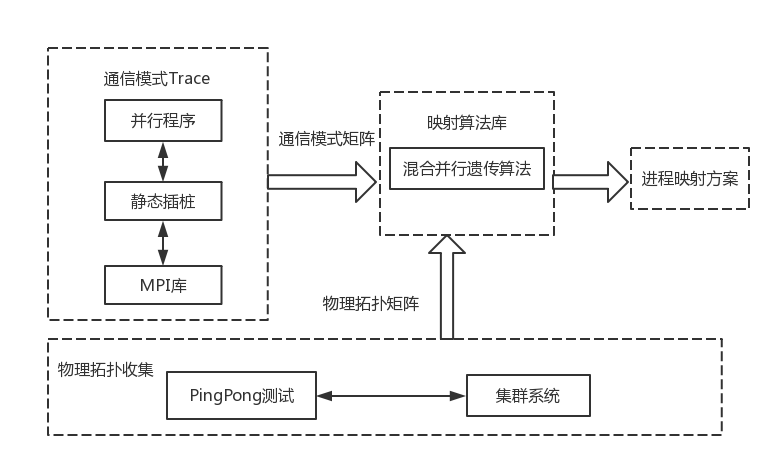 通信模式Trace
并行程序
静态插桩
MPI库
通信模式矩阵
映射算法库
混合并行遗传算法
进程映射方案
物理拓扑矩阵
物理拓扑收集
PingPong测试
集群系统